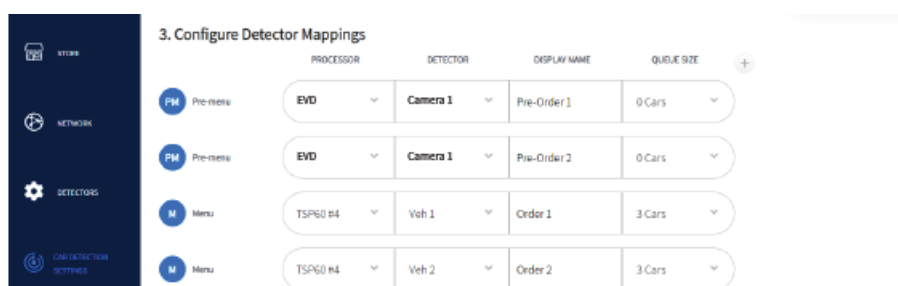 3. Configure Detector Mappings
PROCESSOR DETECTOR DISPLAY NAME QUEUE SIZE
STORE
PM Pre-menu EVD Camera 1 Pre-Order 1 0 Cars
NETWORK
PM Pre-menu EVD Camera 1 Pre-Order 2 0 Cars
DETECTORS
M Menu TSP60 #4 Veh 1 Order 1 3 Cars
CAR DETECTION
SETTINGS
M Menu TSP60 #4 Veh 2 Order 2 3 Cars